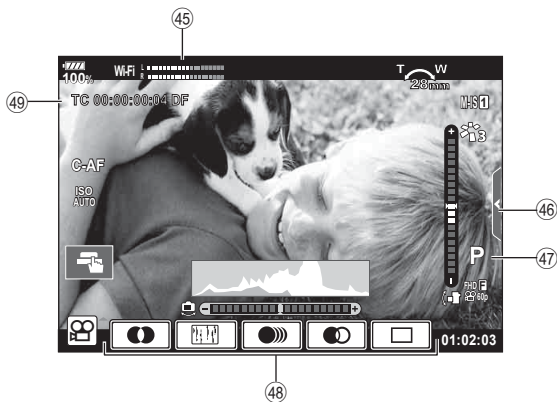 45
100%
Wi-Fi L
R
T W
28mm
49
TC 00:00:00:04 DF
M-IS 1
3
C-AF
ISO
AUTO
46
P
47
FHD F
60p
01:02:03
48